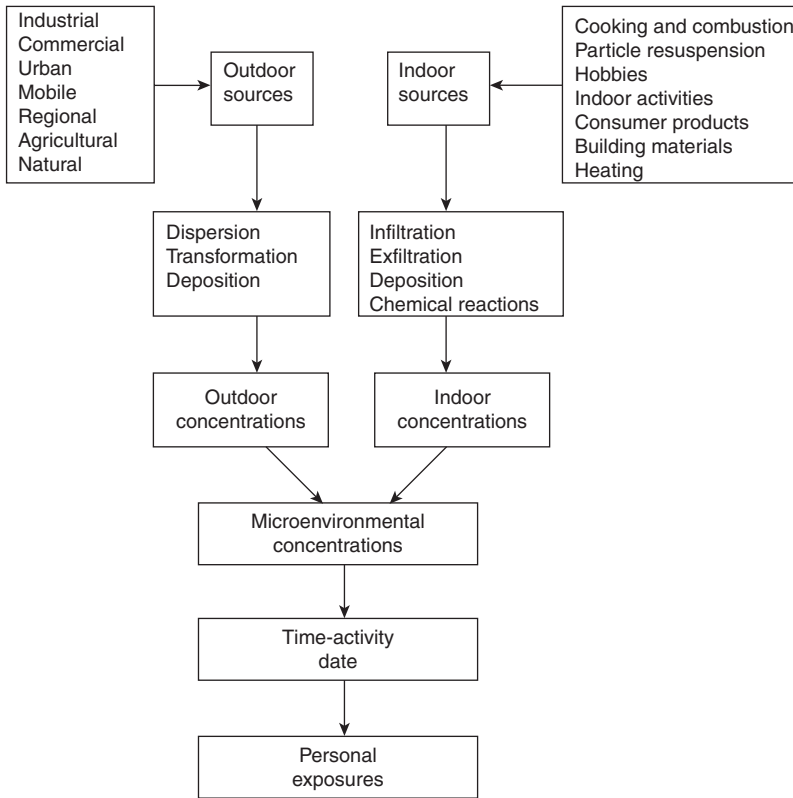 Industrial
Commercial
Urban
Mobile
Regional
Agricultural
Natural
Outdoor
sources
Indoor
sources
Cooking and combustion
Particle resuspension
Hobbies
Indoor activities
Consumer products
Building materials
Heating
Dispersion
Transformation
Deposition
Infiltration
Exfiltration
Deposition
Chemical reactions
Outdoor
concentrations
Indoor
concentrations
Microenvironmental
concentrations
Time-activity
date
Personal
exposures